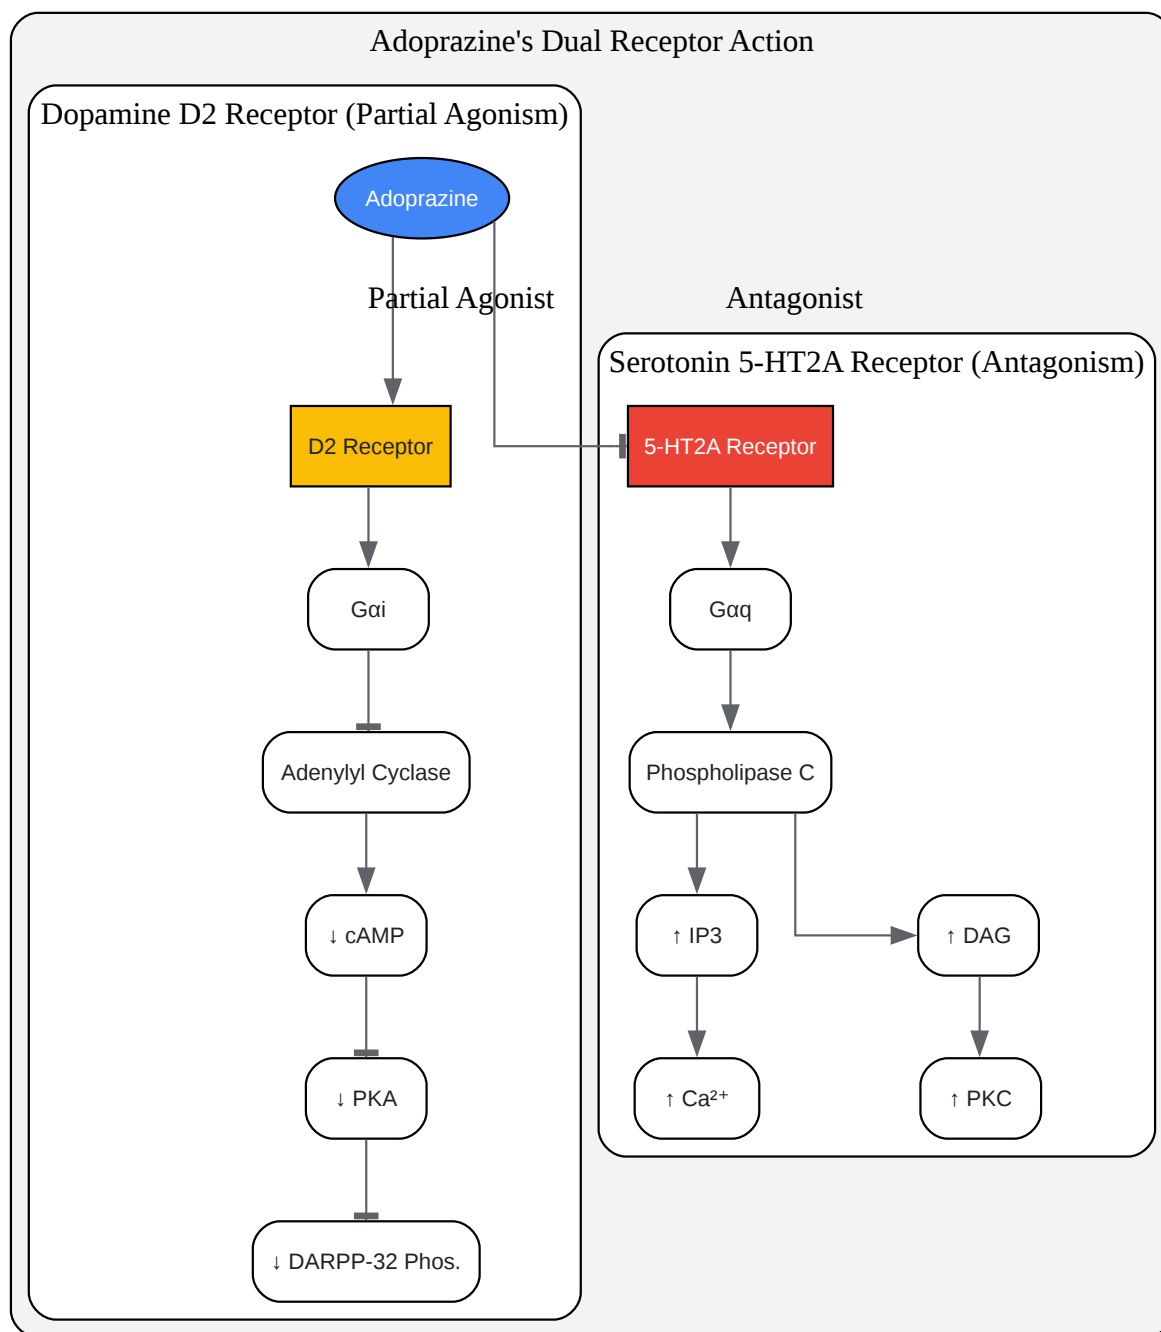 Adoprazine's Dual Receptor Action
Dopamine D2 Receptor (Partial Agonism)
Adoprazine
Partial Agonist
Antagonist
Serotonin 5-HT2A Receptor (Antagonism)
D2 Receptor
5-HT2A Receptor
Gαi
Gαq
Adenylyl Cyclase
Phospholipase C
↓ cAMP
↑ IP3
↑ DAG
↓ PKA
↑ Ca²⁺
↑ PKC
↓ DARPP-32 Phos.